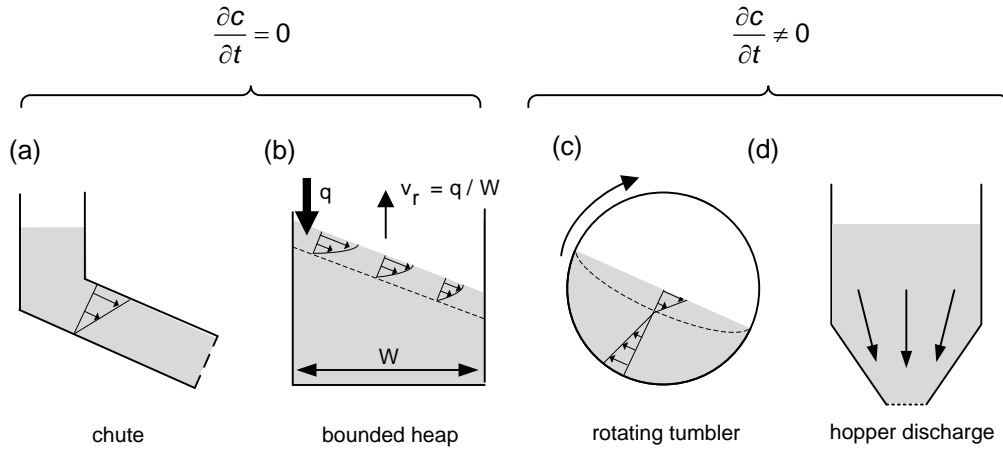 ∂c/∂t = 0
∂c/∂t ≠ 0
(a)
(b)
(c)
(d)
q
v_r = q / W
W
chute
bounded heap
rotating tumbler
hopper discharge